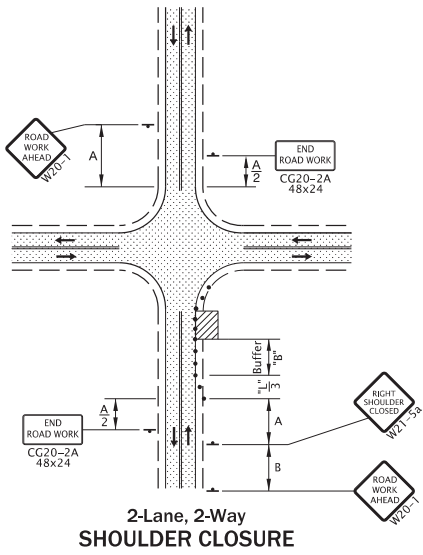 ROAD
WORK
AHEAD
W20-1
A
A
2
END
ROAD WORK
CG20-2A
48x24
Buffer
"B"
"L"
3
A
2
END
ROAD WORK
CG20-2A
48x24
A
B
RIGHT
SHOULDER
CLOSED
W21-5a
ROAD
WORK
AHEAD
W20-1
2-Lane, 2-Way
SHOULDER CLOSURE